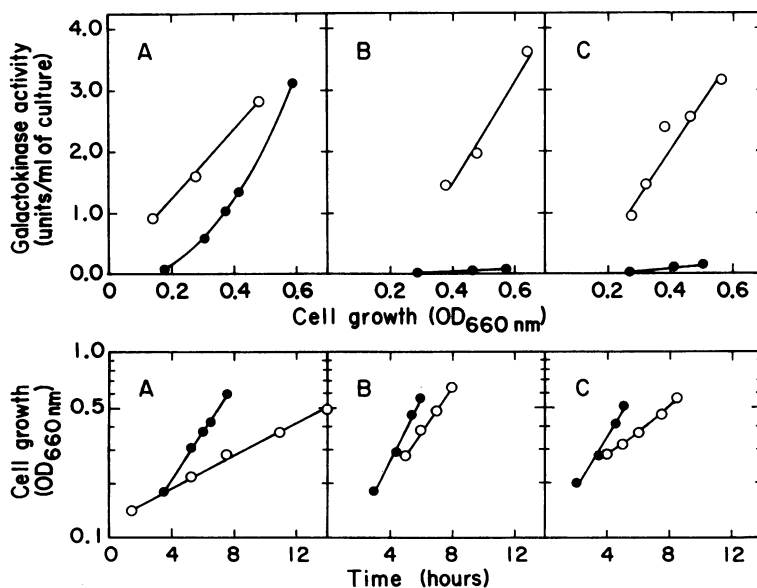 Galactokinase activity
(units/ml of culture)
4.0
3.0
2.0
1.0
0.0
A
B
C
0.2 0.4 0.6
0.2 0.4 0.6
0.2 0.4 0.6
Cell growth (OD660 nm)
Cell growth
(OD660nm)
1.0
0.5
0.1
A
B
C
0 4 8 12
4 8 12
4 8 12
Time (hours)